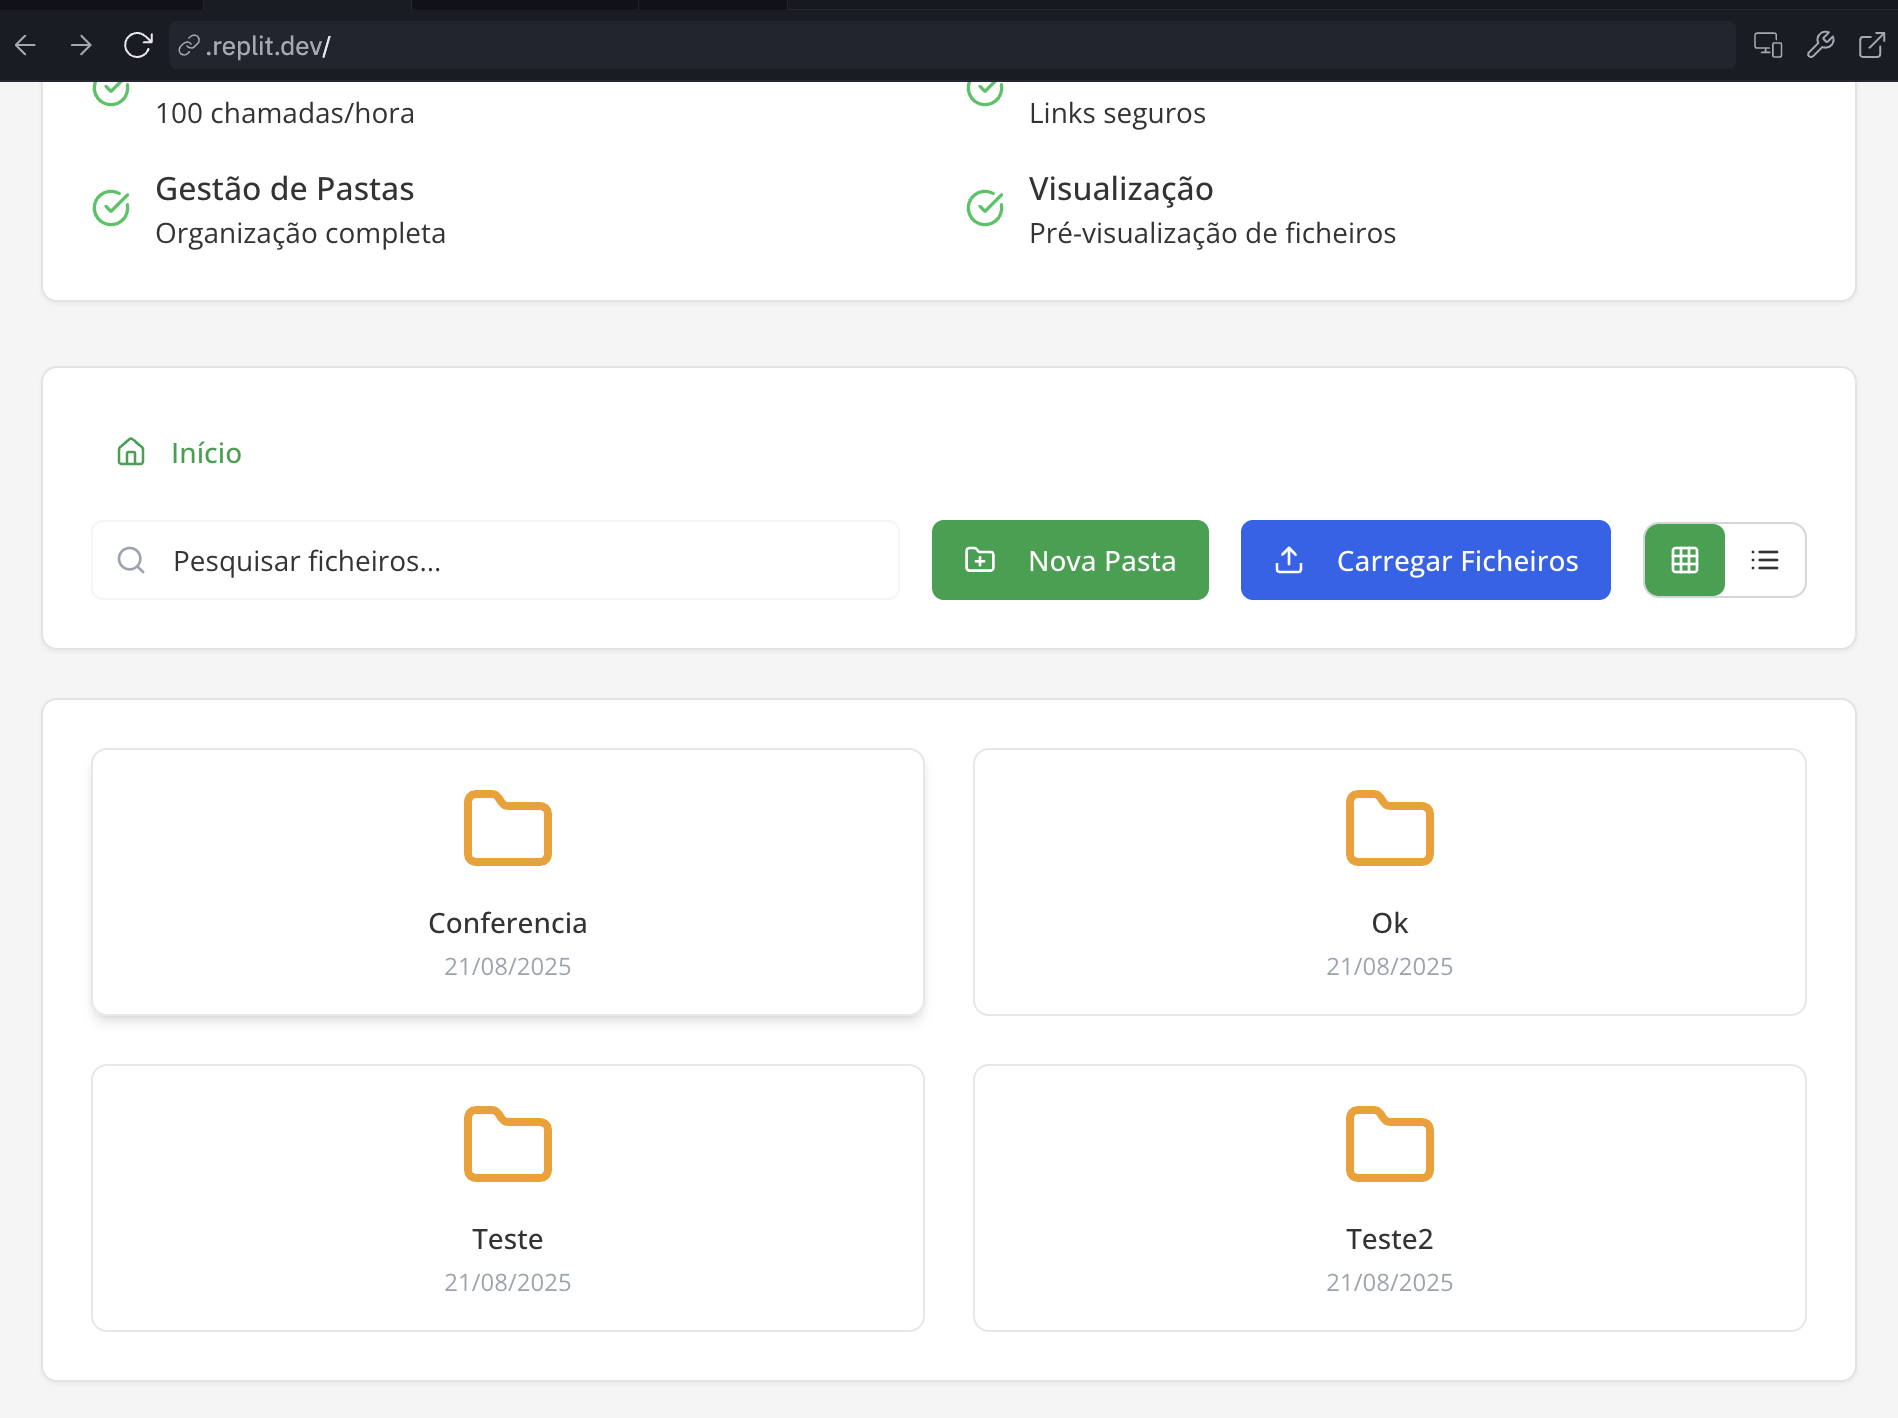 .replit.dev/
100 chamadas/hora
Links seguros
Gestão de Pastas
Organização completa
Visualização
Pré-visualização de ficheiros
Início
Pesquisar ficheiros...
Nova Pasta
Carregar Ficheiros
Conferencia
21/08/2025
Ok
21/08/2025
Teste
21/08/2025
Teste2
21/08/2025